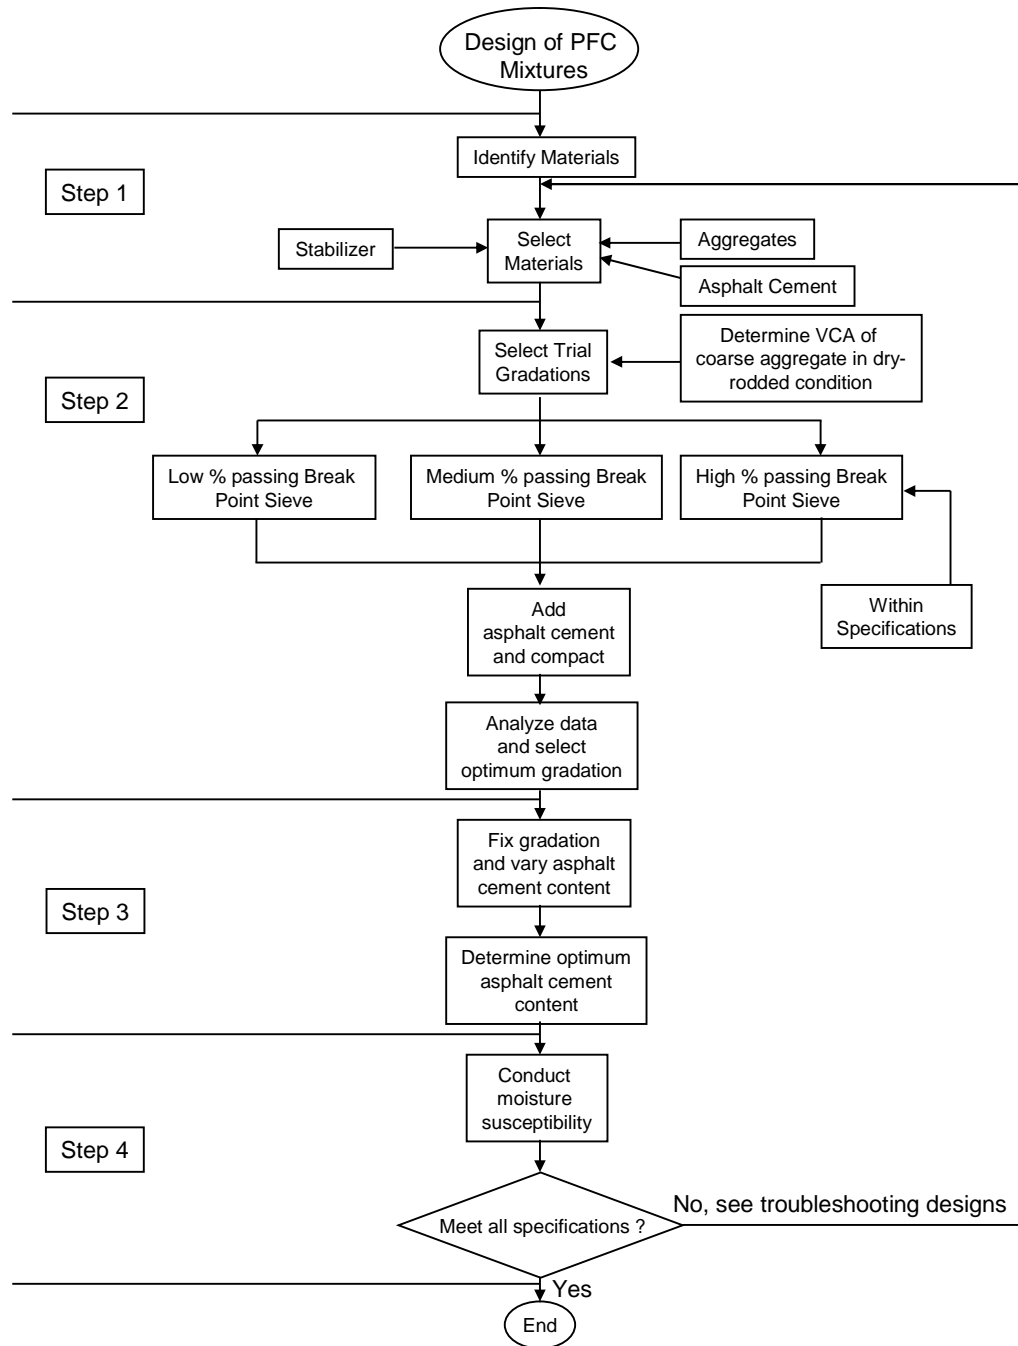 Design of PFC
Mixtures
Identify Materials
Step 1
Select
Materials
Stabilizer
Aggregates
Asphalt Cement
Select Trial
Gradations
Determine VCA of
coarse aggregate in dry-
rodded condition
Step 2
Low % passing Break
Point Sieve
Medium % passing Break
Point Sieve
High % passing Break
Point Sieve
Add
asphalt cement
and compact
Within
Specifications
Analyze data
and select
optimum gradation
Fix gradation
and vary asphalt
cement content
Step 3
Determine optimum
asphalt cement
content
Conduct
moisture
susceptibility
Step 4
Meet all specifications ?
No, see troubleshooting designs
Yes
End